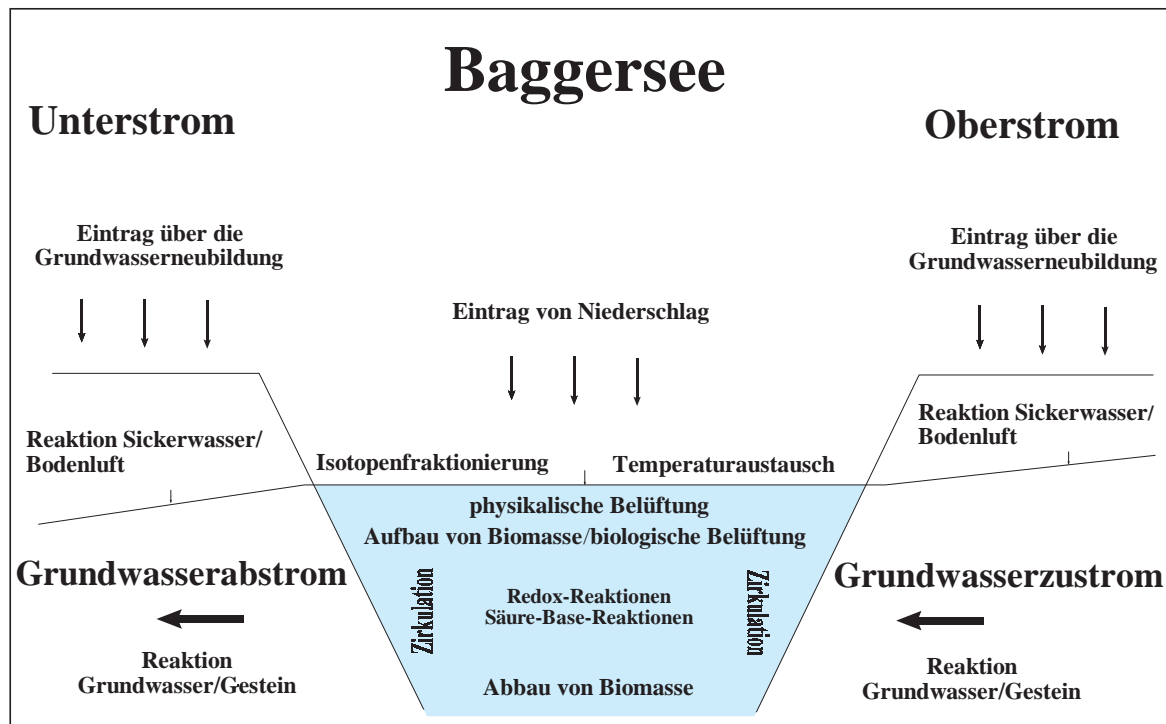 Baggersee
Unterstrom
Oberstrom
Eintrag über die
Grundwasserneubildung
Eintrag von Niederschlag
Eintrag über die
Grundwasserneubildung
Reaktion Sickerwasser/
Bodenluft
Isotopenfraktionierung
Temperaturaustausch
Reaktion Sickerwasser/
Bodenluft
physikalische Belüftung
Aufbau von Biomasse/biologische Belüftung
Grundwasserabstrom
Zirkulation
Redox-Reaktionen
Säure-Base-Reaktionen
Zirkulation
Grundwasserzustrom
Reaktion
Grundwasser/Gestein
Abbau von Biomasse
Reaktion
Grundwasser/Gestein